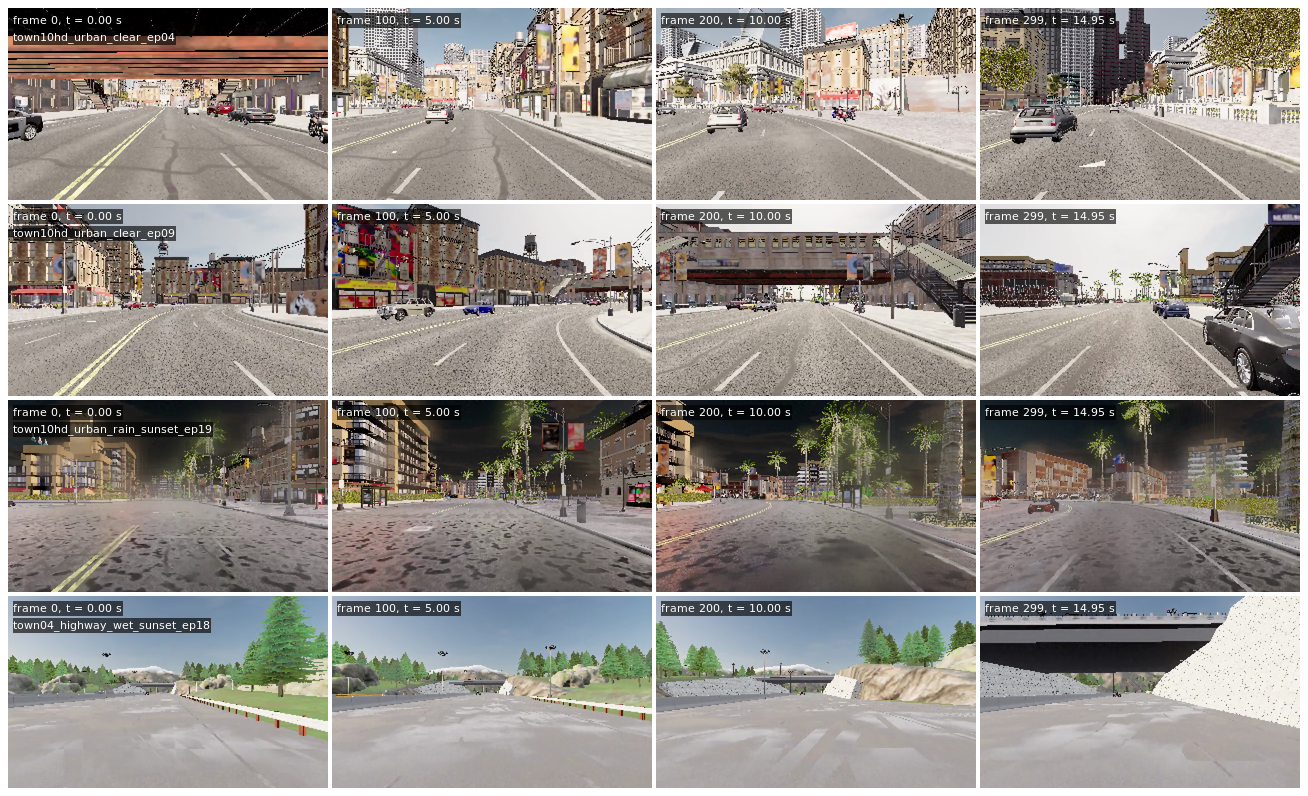 frame 0, t = 0.00 s
town10hd_urban_clear_ep04
frame 100, t = 5.00 s
frame 200, t = 10.00 s
frame 299, t = 14.95 s
frame 0, t = 0.00 s
town10hd_urban_clear_ep09
frame 100, t = 5.00 s
frame 200, t = 10.00 s
frame 299, t = 14.95 s
frame 0, t = 0.00 s
town10hd_urban_rain_sunset_ep19
frame 100, t = 5.00 s
frame 200, t = 10.00 s
frame 299, t = 14.95 s
frame 0, t = 0.00 s
town04_highway_wet_sunset_ep18
frame 100, t = 5.00 s
frame 200, t = 10.00 s
frame 299, t = 14.95 s